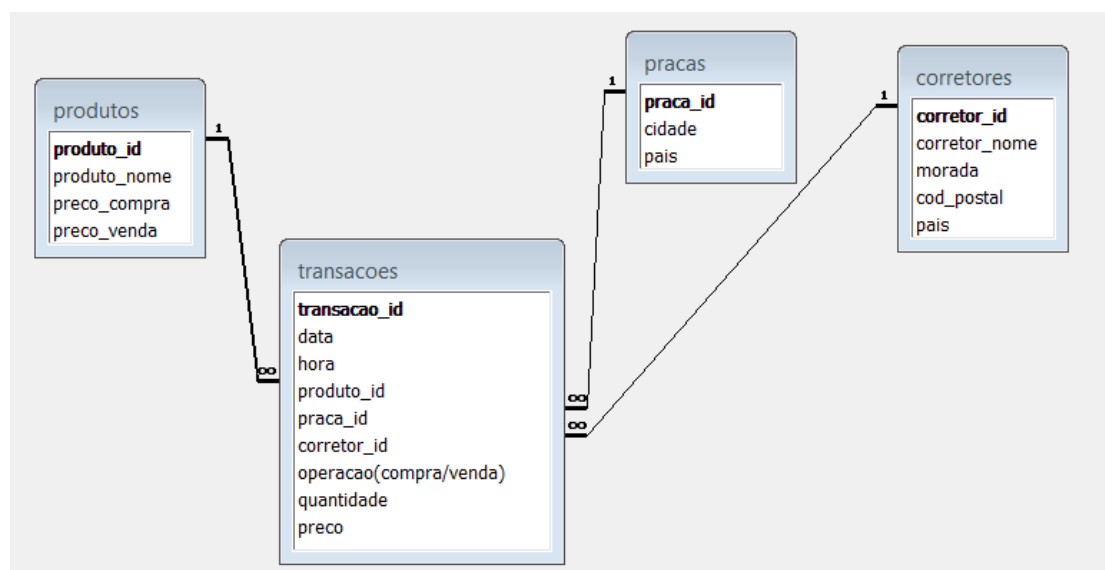 produtos
1
produto_id
produto_nome
preco_compra
preco_venda
transacoes
transacao_id
data
hora
produto_id
praca_id
corretor_id
operacao(compra/venda)
quantidade
preco
∞
∞
∞
pracas
1
praca_id
cidade
pais
corretores
1
corretor_id
corretor_nome
morada
cod_postal
pais